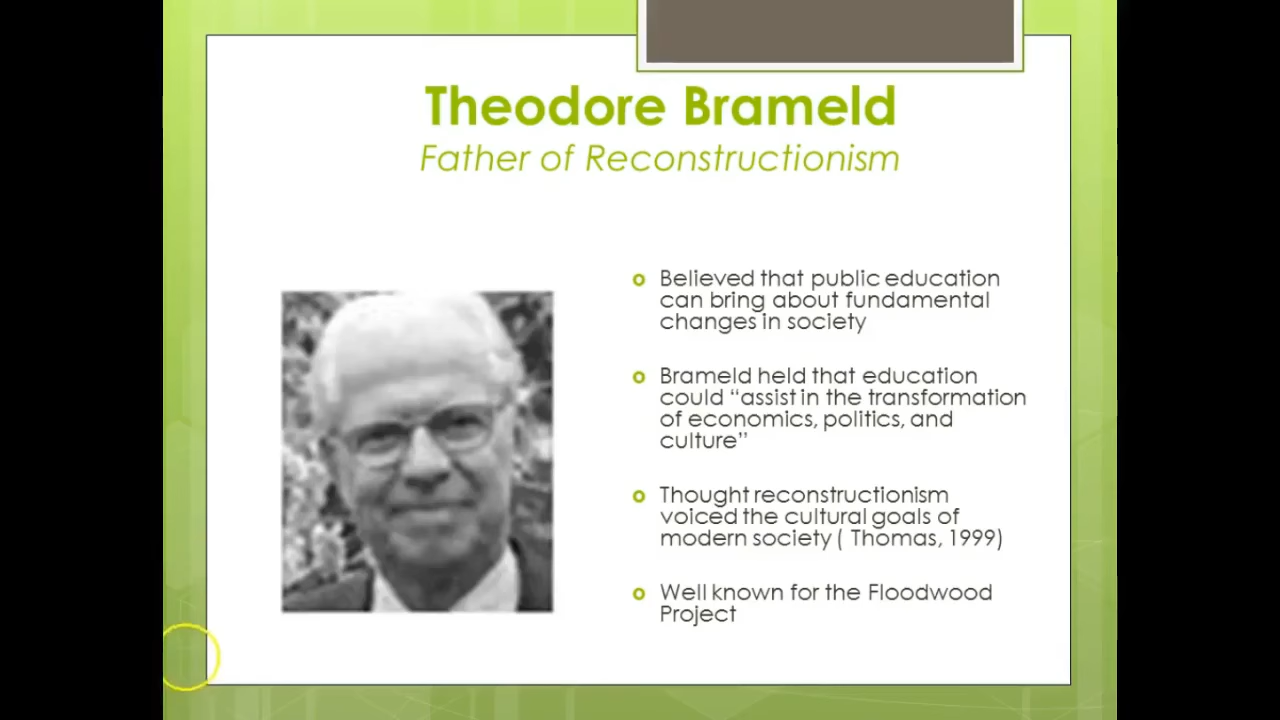 Theodore Brameld
Father of Reconstructionism
Believed that public education
can bring about fundamental
changes in society
Brameld held that education
could “assist in the transformation
of economics, politics, and
culture”
Thought reconstructionism
voiced the cultural goals of
modern society ( Thomas, 1999)
Well known for the Floodwood
Project